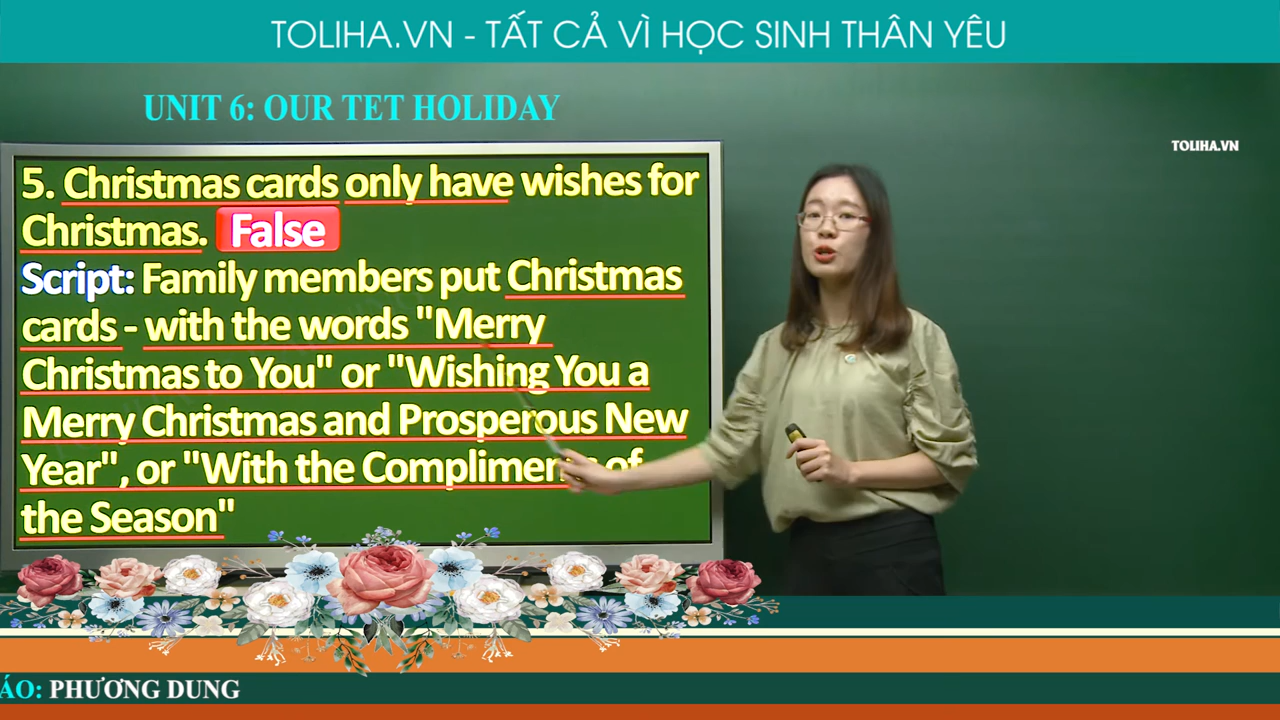 TOLIHA.VN - TẤT CẢ VÌ HỌC SINH THÂN YÊU
UNIT 6: OUR TET HOLIDAY
TOLIHA.VN
5. Christmas cards only have wishes for
Christmas. False
Script: Family members put Christmas
cards - with the words "Merry
Christmas to You" or "Wishing You a
Merry Christmas and Prosperous New
Year", or "With the Compliments of
the Season"
ÁO: PHƯƠNG DUNG